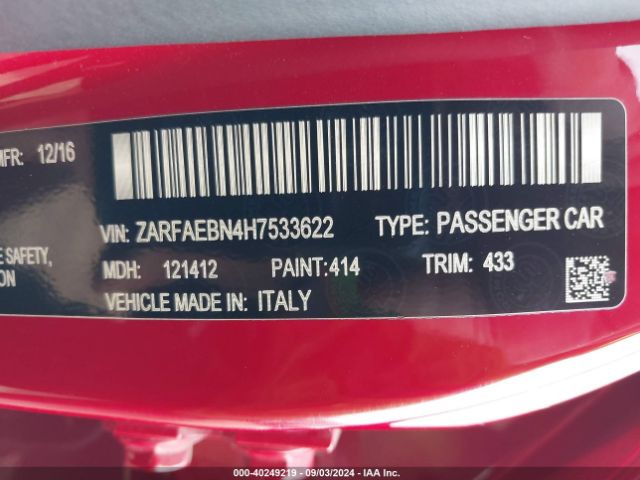 MFR: 12/16
VIN: ZARFAEBN4H7533622 TYPE: PASSENGER CAR
E SAFETY,
ON
MDH: 121412 PAINT:414 TRIM: 433
VEHICLE MADE IN: ITALY
000-40249219 - 09/03/2024 - IAA Inc.